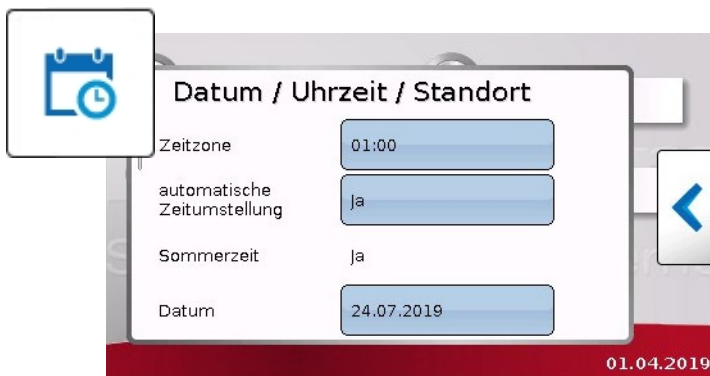 Datum / Uhrzeit / Standort
Zeitzone 01:00
automatische
Zeitumstellung Ja
Sommerzeit Ja
Datum 24.07.2019
01.04.2019